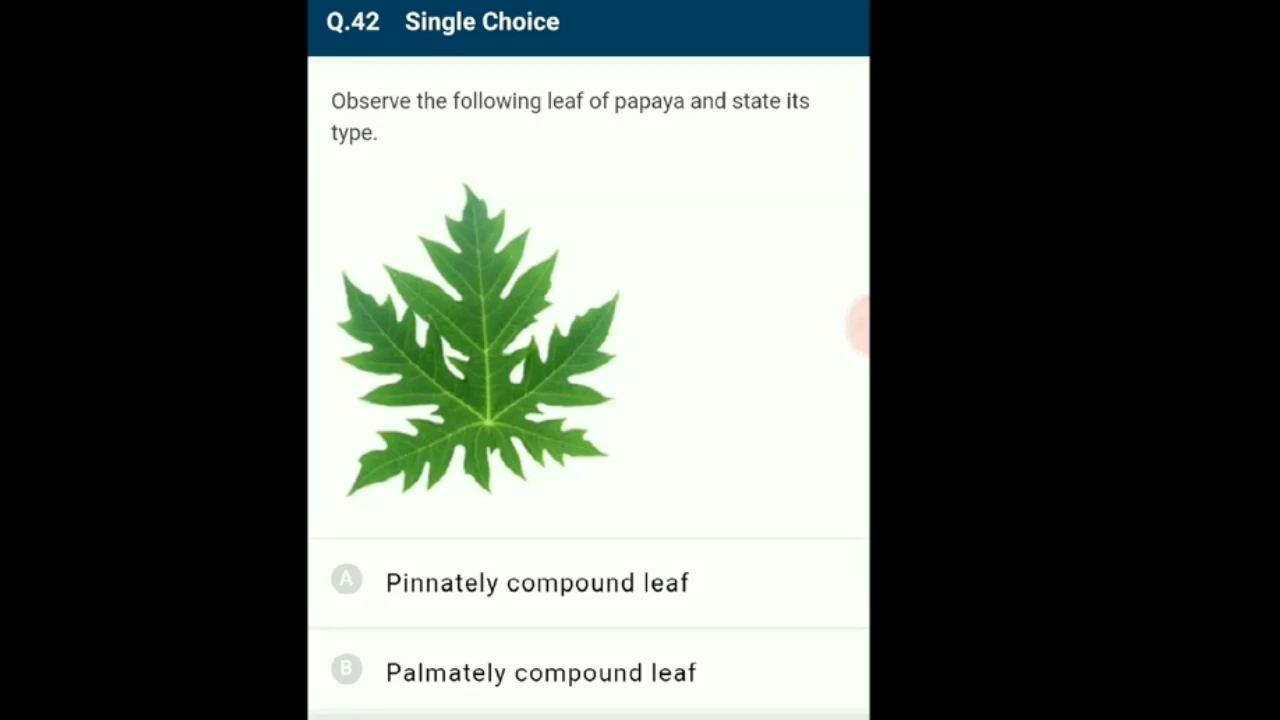 Q.42 Single Choice
Observe the following leaf of papaya and state its
type.
A Pinnately compound leaf
B Palmately compound leaf